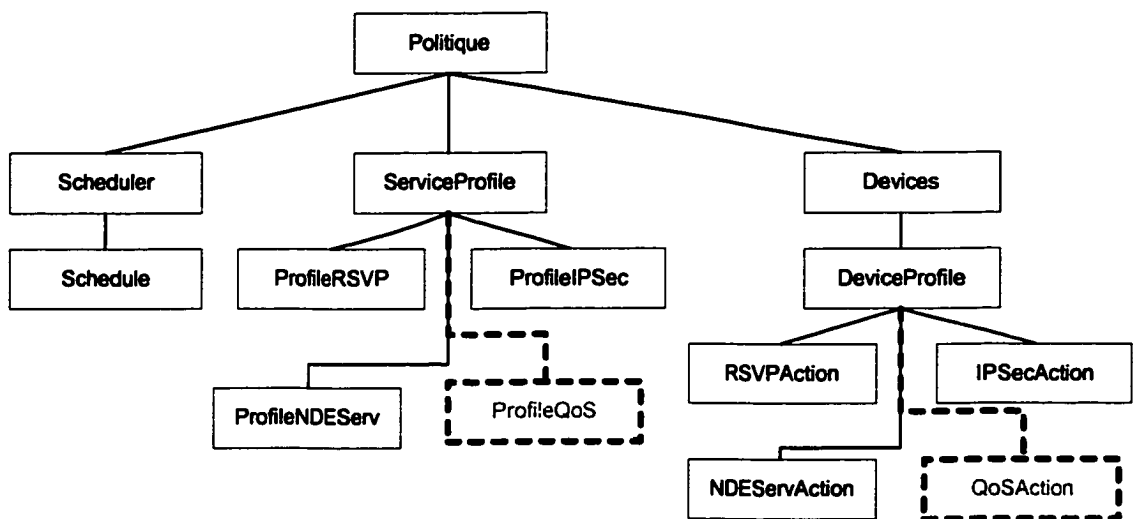 Politique
Scheduler
ServiceProfile
Devices
Schedule
ProfileRSVP
ProfileIPSec
DeviceProfile
RSVPAction
IPSecAction
ProfileNDEServ
ProfileQoS
NDEServAction
QoSAction